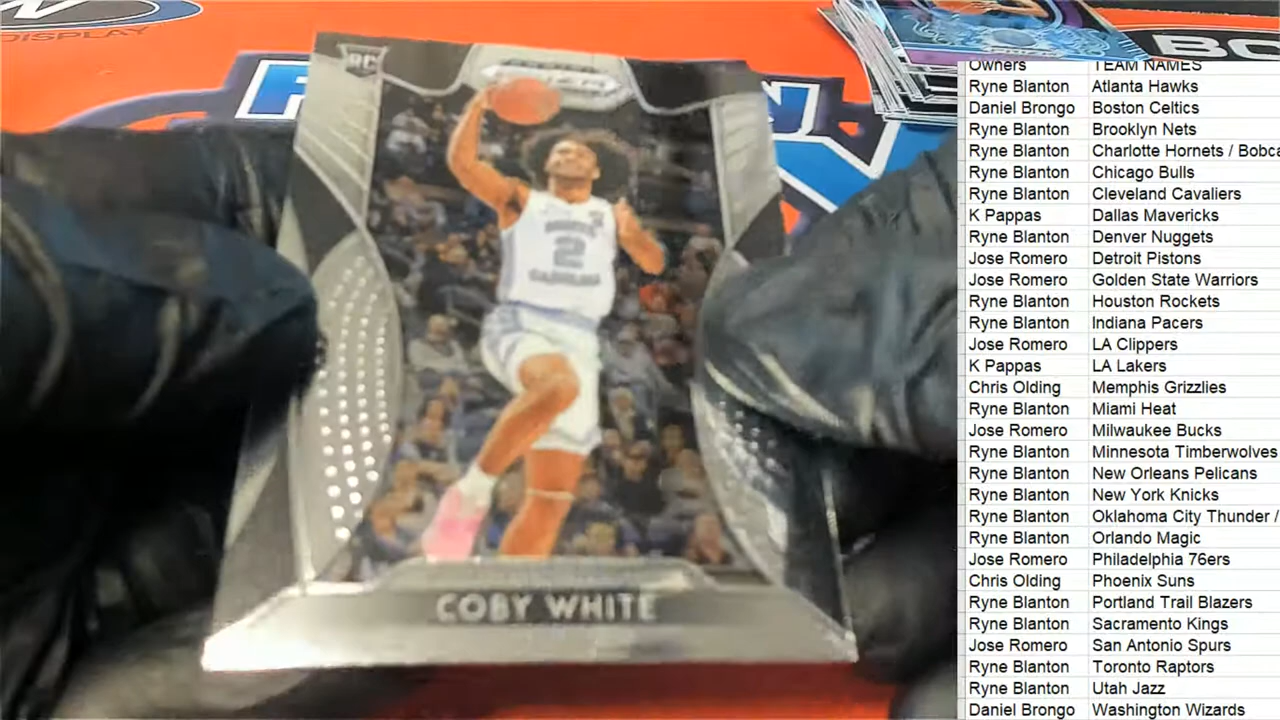 DISPLAY
RC
PRIZM
NORTH
2
CAROLINA
COBY WHITE
BC
Owners TEAM NAMES
Ryne Blanton Atlanta Hawks
Daniel Brongo Boston Celtics
Ryne Blanton Brooklyn Nets
Ryne Blanton Charlotte Hornets / Bobca
Ryne Blanton Chicago Bulls
Ryne Blanton Cleveland Cavaliers
K Pappas Dallas Mavericks
Ryne Blanton Denver Nuggets
Jose Romero Detroit Pistons
Jose Romero Golden State Warriors
Ryne Blanton Houston Rockets
Ryne Blanton Indiana Pacers
Jose Romero LA Clippers
K Pappas LA Lakers
Chris Olding Memphis Grizzlies
Ryne Blanton Miami Heat
Jose Romero Milwaukee Bucks
Ryne Blanton Minnesota Timberwolves
Ryne Blanton New Orleans Pelicans
Ryne Blanton New York Knicks
Ryne Blanton Oklahoma City Thunder /
Ryne Blanton Orlando Magic
Jose Romero Philadelphia 76ers
Chris Olding Phoenix Suns
Ryne Blanton Portland Trail Blazers
Ryne Blanton Sacramento Kings
Jose Romero San Antonio Spurs
Ryne Blanton Toronto Raptors
Ryne Blanton Utah Jazz
Daniel Brongo Washington Wizards